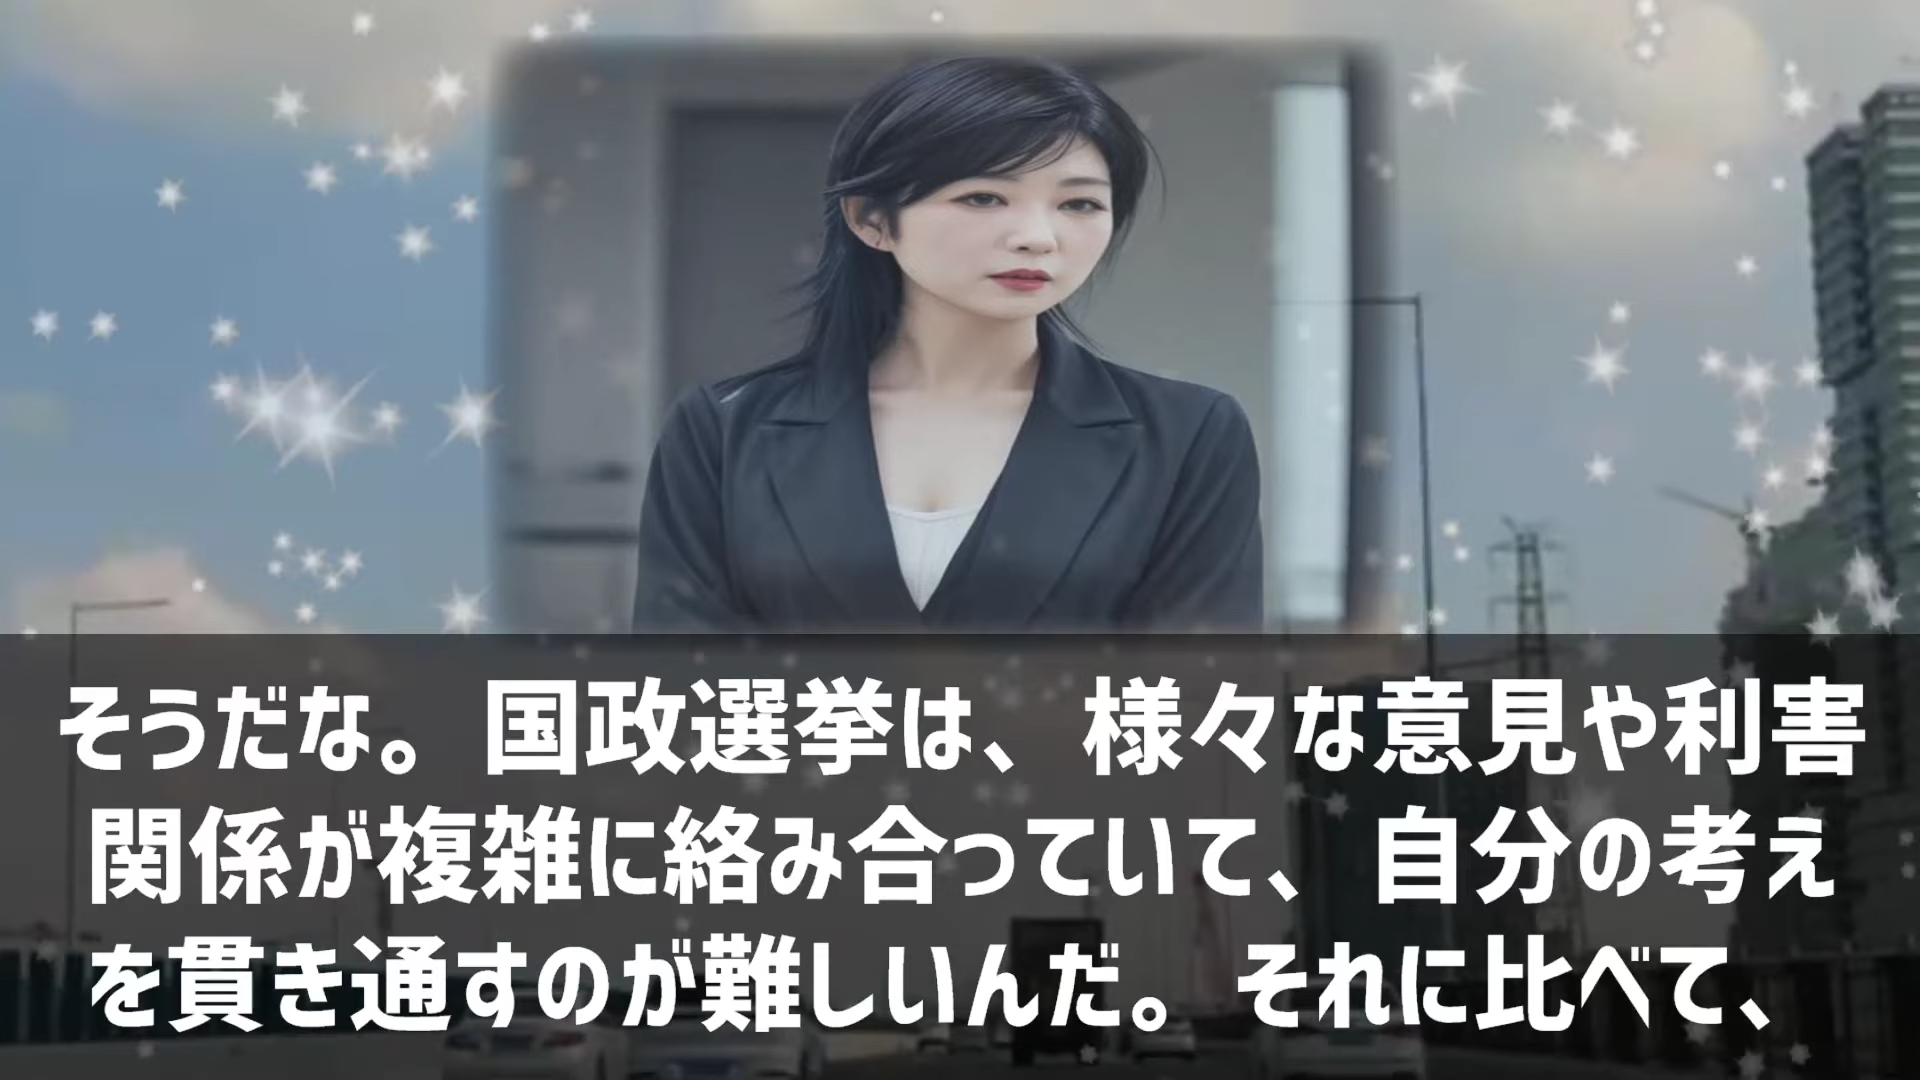 そうだな。国政選挙は、様々な意見や利害
関係が複雑に絡み合っていて、自分の考え
を貫き通すのが難しいんだ。それに比べて、